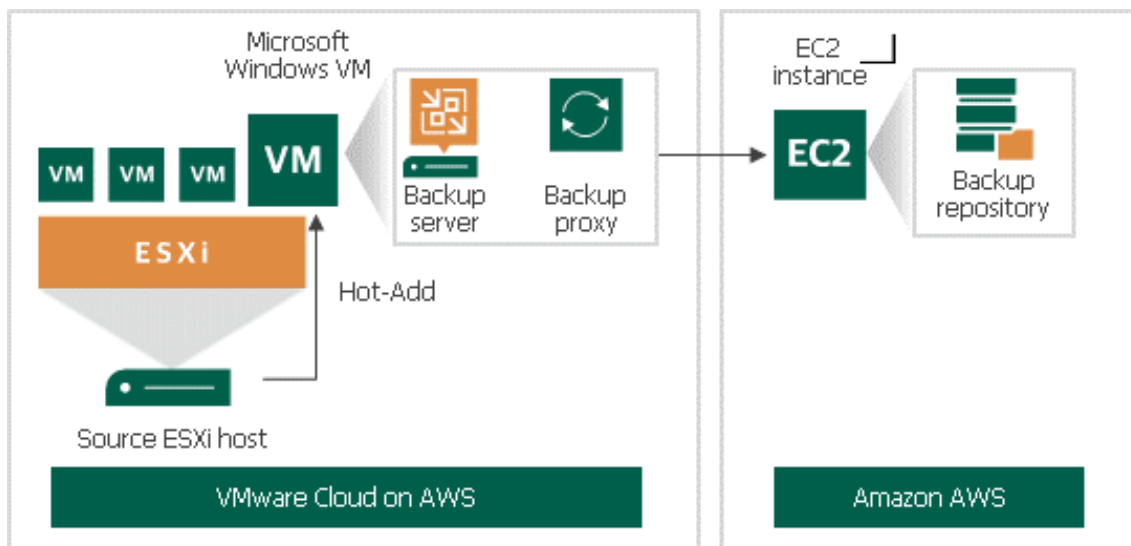 Microsoft
Windows VM
VM
VM
VM
VM
ESXi
Hot-Add
Source ESXi host
Backup
server
Backup
proxy
VMware Cloud on AWS
EC2
instance
EC2
Backup
repository
Amazon AWS